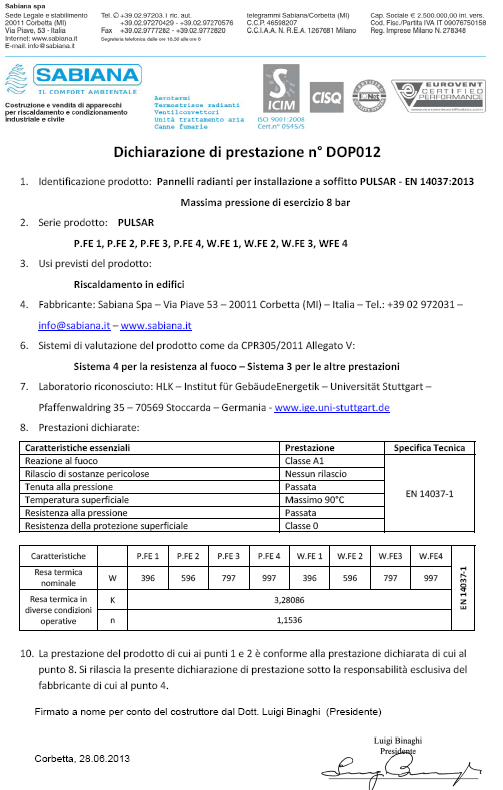 Sabiana spa
Sede Legale e stabilimento
20011 Corbetta (MI)
Via Piave, 53 - Italia
Internet: www.sabiana.it
E-mail: info@sabiana.it
Tel. ✆ +39.02.97203.1 ric. aut.
+39.02.97270429 - +39.02.97270576
Fax +39.02.9777282 - +39.02.9772820
Segreteria telefonica dalle ore 18,30 alle ore 8
telegrammi Sabiana/Corbetta (MI)
C.C.P. 46598207
C.C.I.A.A. N. R.E.A. 1267681 Milano
Cap. Sociale € 2.500.000,00 int. vers.
Cod. Fisc./Partita IVA IT 09076750158
Reg. Imprese Milano N. 278348
SABIANA
IL COMFORT AMBIENTALE
Costruzione e vendita di apparecchi
per riscaldamento e condizionamento
industriale e civile
Aerotermi
Termostrisce radianti
Ventilconvettori
Unità trattamento aria
Canne fumarie
ICIM
ISO 9001:2008
Cert.n° 0545/5
CISQ
EUROVENT
CERTIFIED
PERFORMANCE
Dichiarazione di prestazione n° DOP012
1. Identificazione prodotto: Pannelli radianti per installazione a soffitto PULSAR - EN 14037:2013
Massima pressione di esercizio 8 bar
2. Serie prodotto: PULSAR
P.FE 1, P.FE 2, P.FE 3, P.FE 4, W.FE 1, W.FE 2, W.FE 3, WFE 4
3. Usi previsti del prodotto:
Riscaldamento in edifici
4. Fabbricante: Sabiana Spa – Via Piave 53 – 20011 Corbetta (MI) – Italia – Tel.: +39 02 972031 –
info@sabiana.it – www.sabiana.it
6. Sistemi di valutazione del prodotto come da CPR305/2011 Allegato V:
Sistema 4 per la resistenza al fuoco – Sistema 3 per le altre prestazioni
7. Laboratorio riconosciuto: HLK – Institut für GebäudeEnergetik – Universität Stuttgart –
Pfaffenwaldring 35 – 70569 Stoccarda – Germania - www.ige.uni-stuttgart.de
8. Prestazioni dichiarate:
Caratteristiche essenziali Prestazione Specifica Tecnica
Reazione al fuoco Classe A1
Rilascio di sostanze pericolose Nessun rilascio
Tenuta alla pressione Passata
EN 14037-1
Temperatura superficiale Massimo 90°C
Resistenza alla pressione Passata
Resistenza della protezione superficiale Classe 0
Caratteristiche P.FE 1 P.FE 2 P.FE 3 P.FE 4 W.FE 1 W.FE 2 W.FE3 W.FE4
Resa termica
nominale W 396 596 797 997 396 596 797 997
EN 14037-1
Resa termica in
diverse condizioni
operative
K 3,28086
n 1,1536
10. La prestazione del prodotto di cui ai punti 1 e 2 è conforme alla prestazione dichiarata di cui al
punto 8. Si rilascia la presente dichiarazione di prestazione sotto la responsabilità esclusiva del
fabbricante di cui al punto 4.
Firmato a nome per conto del costruttore dal Dott. Luigi Binaghi (Presidente)
Luigi Binaghi
Presidente
Corbetta, 28.06.2013